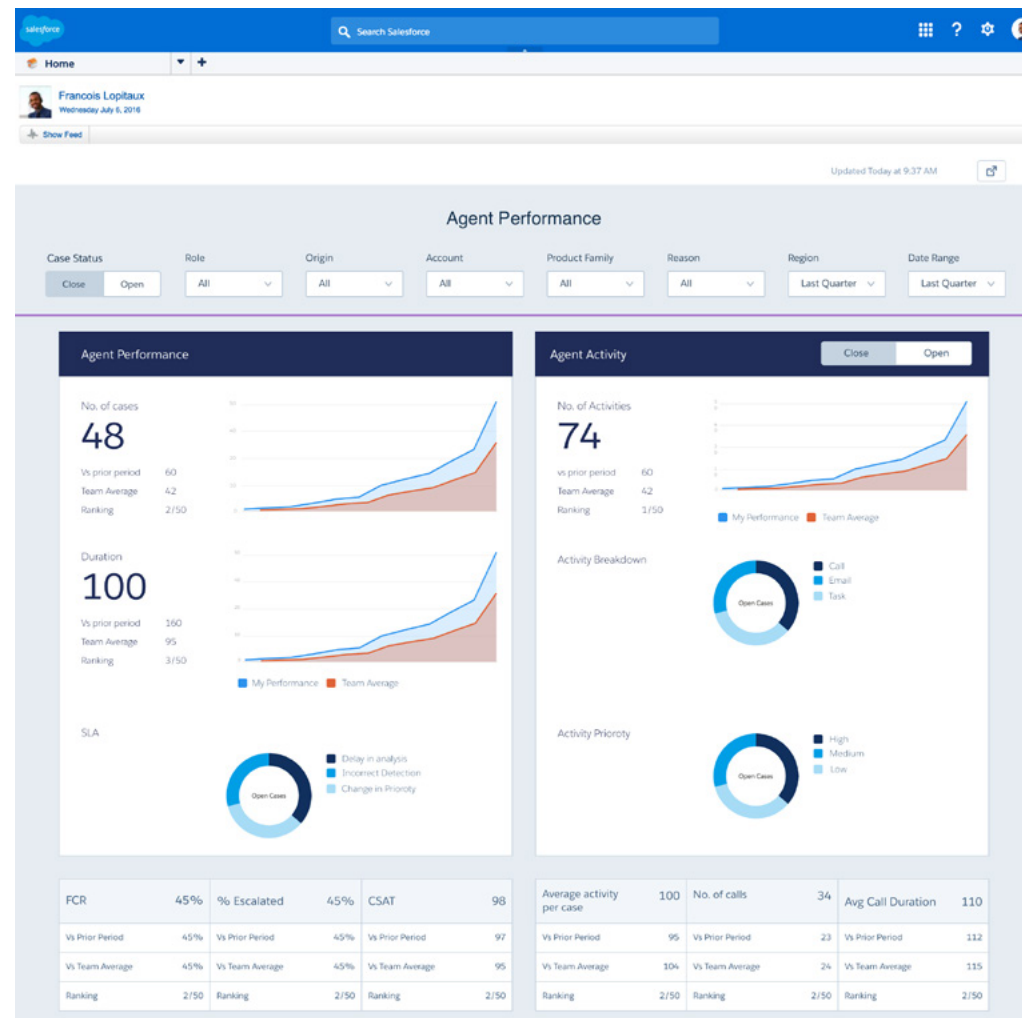 salesforce
Search Salesforce
?
Home
+
Francois Lopitaux
Wednesday July 6, 2016
Show Feed
Updated Today at 9:37 AM
Agent Performance
Case Status Role Origin Account Product Family Reason Region Date Range
Close Open All All All All All Last Quarter Last Quarter
Agent Performance
No. of cases
48
Vs prior period 60
Team Average 42
Ranking 2/50
Duration
100
Vs prior period 160
Team Average 95
Ranking 3/50
My Performance Team Average
SLA
Open Cases
Delay in analysis
Incorrect Detection
Change in Prioroty
Agent Activity
Close Open
No. of Activities
74
vs prior period 60
Team Average 42
Ranking 1/50
My Performance Team Average
Activity Breakdown
Open Cases
Call
Email
Task
Activity Prioroty
Open Cases
High
Medium
Low
FCR 45% % Escalated 45% CSAT 98
Vs Prior Period 45% Vs Prior Period 45% Vs Prior Period 97
Vs Team Average 45% Vs Team Average 45% Vs Team Average 95
Ranking 2/50 Ranking 2/50 Ranking 2/50
Average activity per case 100 No. of calls 34 Avg Call Duration 110
Vs Prior Period 95 Vs Prior Period 23 Vs Prior Period 112
Vs Team Average 104 Vs Team Average 24 Vs Team Average 115
Ranking 2/50 Ranking 2/50 Ranking 2/50